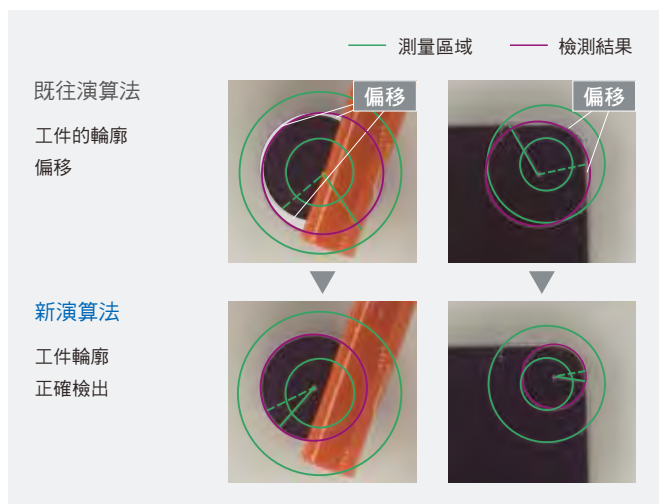 測量區域
檢測結果
既往演算法
工件的輪廓
偏移
偏移
偏移
新演算法
工件輪廓
正確檢出